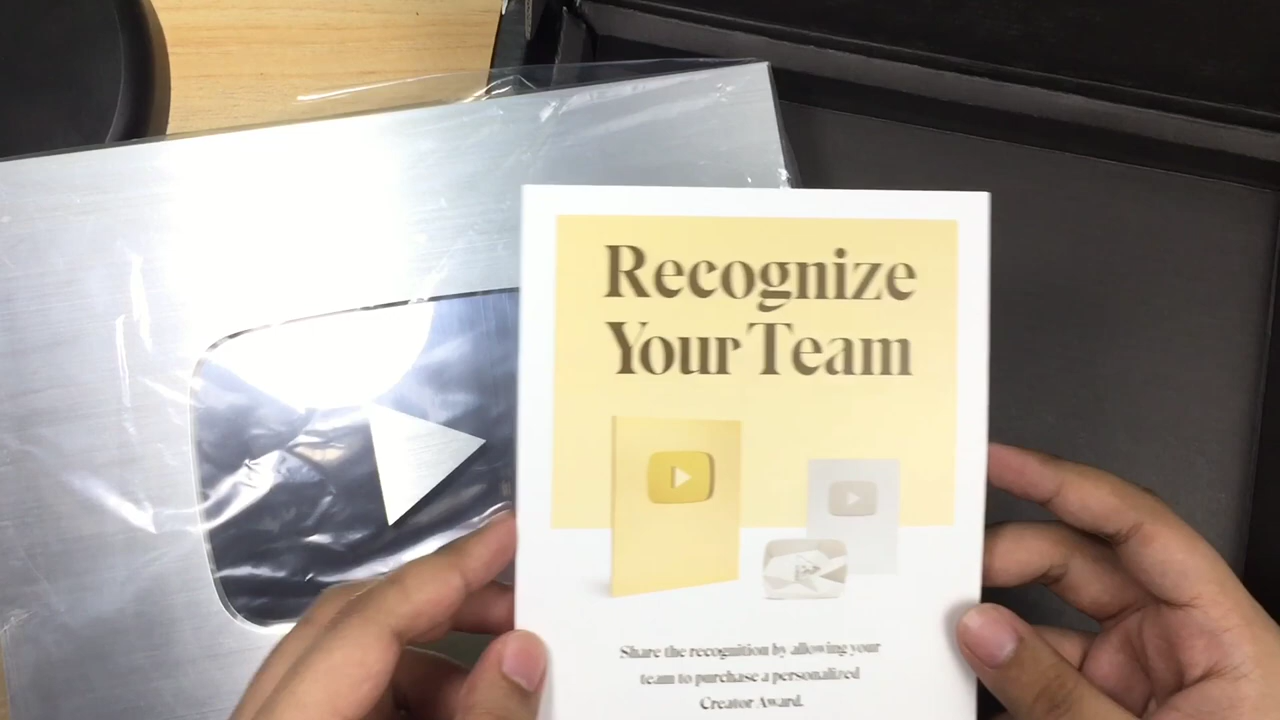 Recognize
Your Team
Share the recognition by allowing your
team to purchase a personalized
Creator Award.